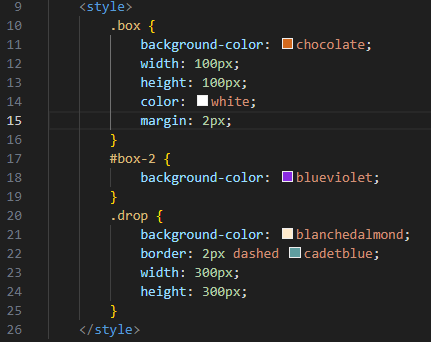 9 <style>
10 .box {
11 background-color: chocolate;
12 width: 100px;
13 height: 100px;
14 color: white;
15 margin: 2px;
16 }
17 #box-2 {
18 background-color: blueviolet;
19 }
20 .drop {
21 background-color: blanchedalmond;
22 border: 2px dashed cadetblue;
23 width: 300px;
24 height: 300px;
25 }
26 </style>